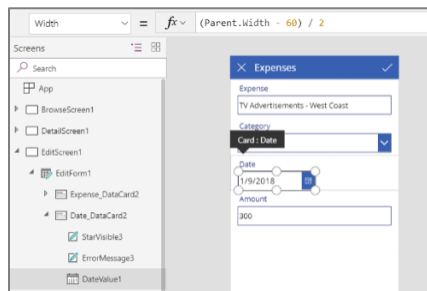 Width = fx (Parent.Width - 60) / 2
Screens
Search
App
BrowseScreen1
DetailScreen1
EditScreen1
EditForm1
Expense_DataCard2
Date_DataCard2
StarVisible3
ErrorMessage3
DateValue1
Expenses
Expense
TV Advertisements - West Coast
Category
Card : Date
Date
1/9/2018
Amount
300